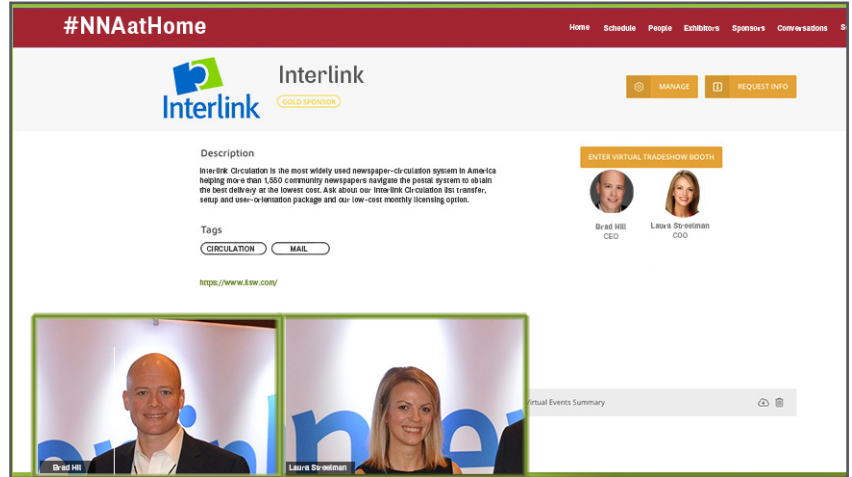 #NNAatHome
Home Schedule People Exhibitors Sponsors Conversations
Interlink
Interlink
GOLD SPONSOR
MANAGE
REQUEST INFO
Description
Interlink Circulation is the most widely used newspaper-circulation system in America
helping more than 1,550 community newspapers navigate the postal system to obtain
the best delivery at the lowest cost. Ask about our Interlink Circulation list transfer,
setup and user-orientation package and our low-cost monthly licensing option.
ENTER VIRTUAL TRADESHOW BOOTH
Brad Hill
CEO
Laura Streelman
COO
Tags
CIRCULATION
MAIL
https://www.ilsw.com/
Virtual Events Summary
Brad Hill
Laura Streelman